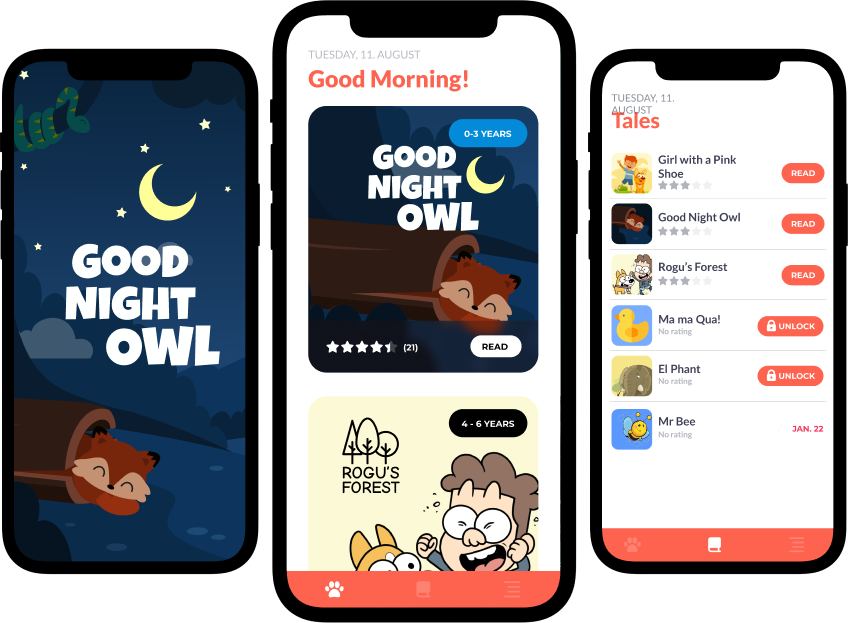 GOOD
NIGHT
OWL
TUESDAY, 11. AUGUST
Good Morning!
0-3 YEARS
GOOD
NIGHT
OWL
(21)
READ
4 - 6 YEARS
ROGU'S
FOREST
TUESDAY, 11.
AUGUST
Tales
Girl with a Pink
Shoe
READ
Good Night Owl
READ
Rogu's Forest
READ
Ma ma Qua!
No rating
UNLOCK
El Phant
No rating
UNLOCK
Mr Bee
No rating
JAN. 22